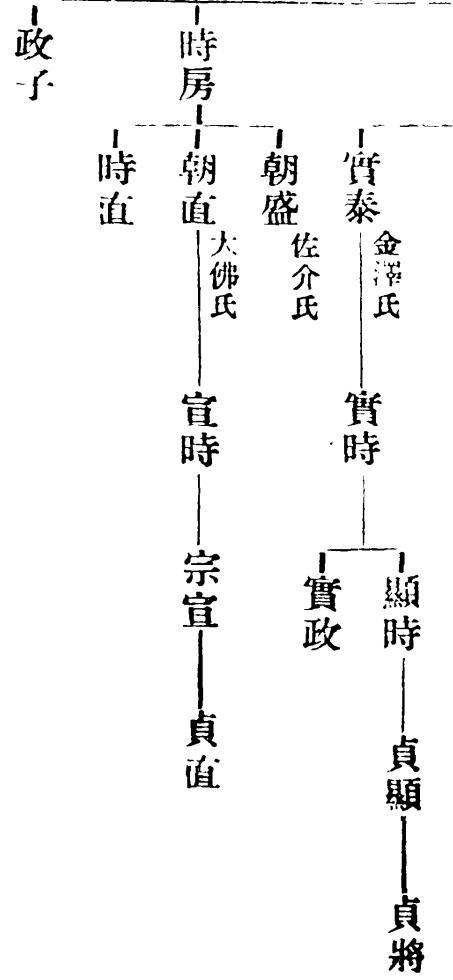 實泰
金澤氏
實時
顯時
貞顯
貞將
實政
時房
朝盛
佐介氏
朝直
大佛氏
宣時
宗宣
貞直
時直
政子